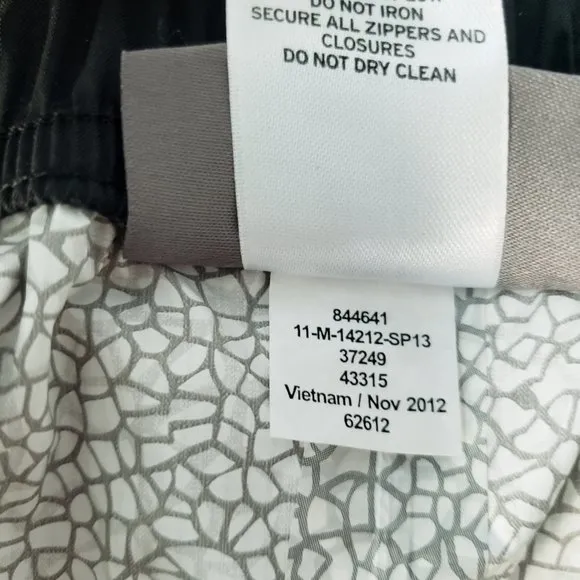 DO NOT IRON
SECURE ALL ZIPPERS AND
CLOSURES
DO NOT DRY CLEAN
844641
11-M-14212-SP13
37249
43315
Vietnam / Nov 2012
62612